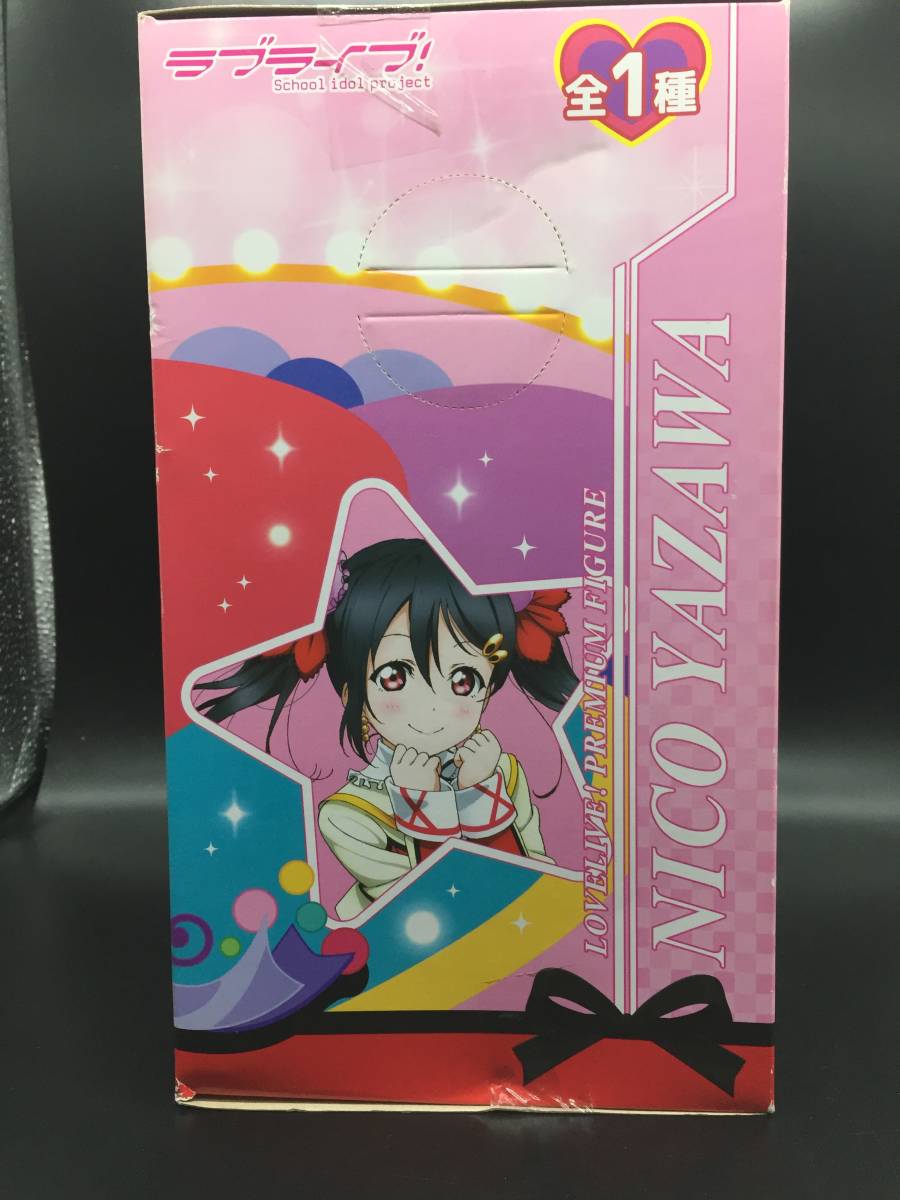 ラブライブ!
School idol project
全1種
LOVELIVE! PREMIUM FIGURE
NICO YAZAWA